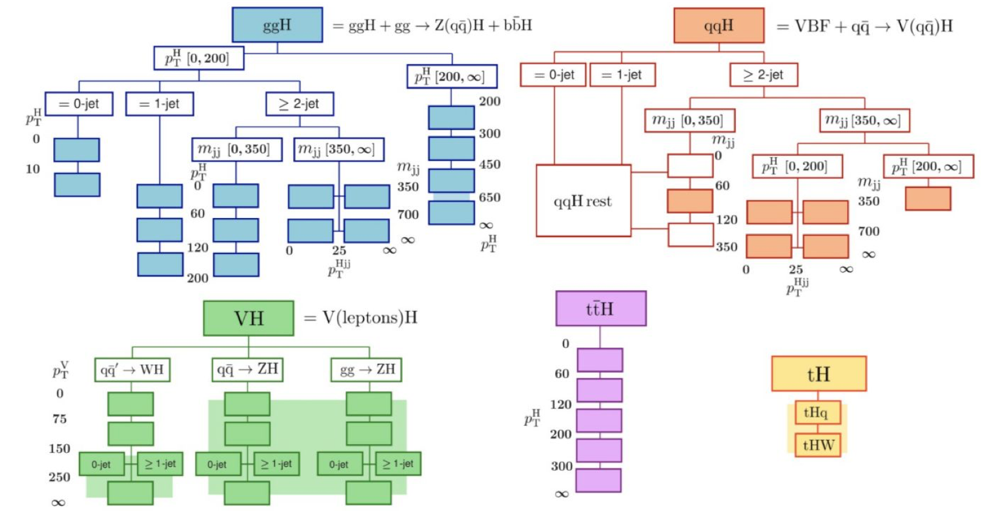 ggH = ggH + gg → Z(qq̄)H + bb̄H
p_T^H [0, 200]
p_T^H [200, ∞]
= 0-jet
= 1-jet
≥ 2-jet
p_T^H
0
10
m_jj [0, 350]
m_jj [350, ∞]
p_T^H
0
60
120
200
m_jj
350
700
∞
0 25 ∞
p_T^Hjj
200
300
450
650
∞
p_T^H
qqH = VBF + qq̄ → V(qq̄)H
= 0-jet
= 1-jet
≥ 2-jet
m_jj [0, 350]
m_jj [350, ∞]
m_jj
0
60
120
350
qqH rest
p_T^H [0, 200]
p_T^H [200, ∞]
m_jj
350
700
∞
0 25 ∞
p_T^Hjj
VH = V(leptons)H
p_T^V
qq̄′ → WH
qq̄ → ZH
gg → ZH
0
75
150
250
∞
0-jet ≥ 1-jet
0-jet ≥ 1-jet
0-jet ≥ 1-jet
tt̄H
0
60
120
p_T^H
200
300
∞
tH
tHq
tHW